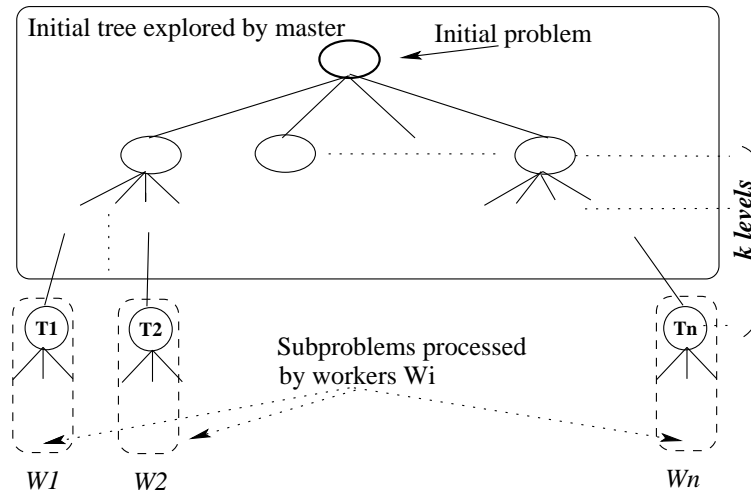 Initial tree explored by master
Initial problem
k levels
T1
T2
Tn
Subproblems processed
by workers Wi
W1
W2
Wn